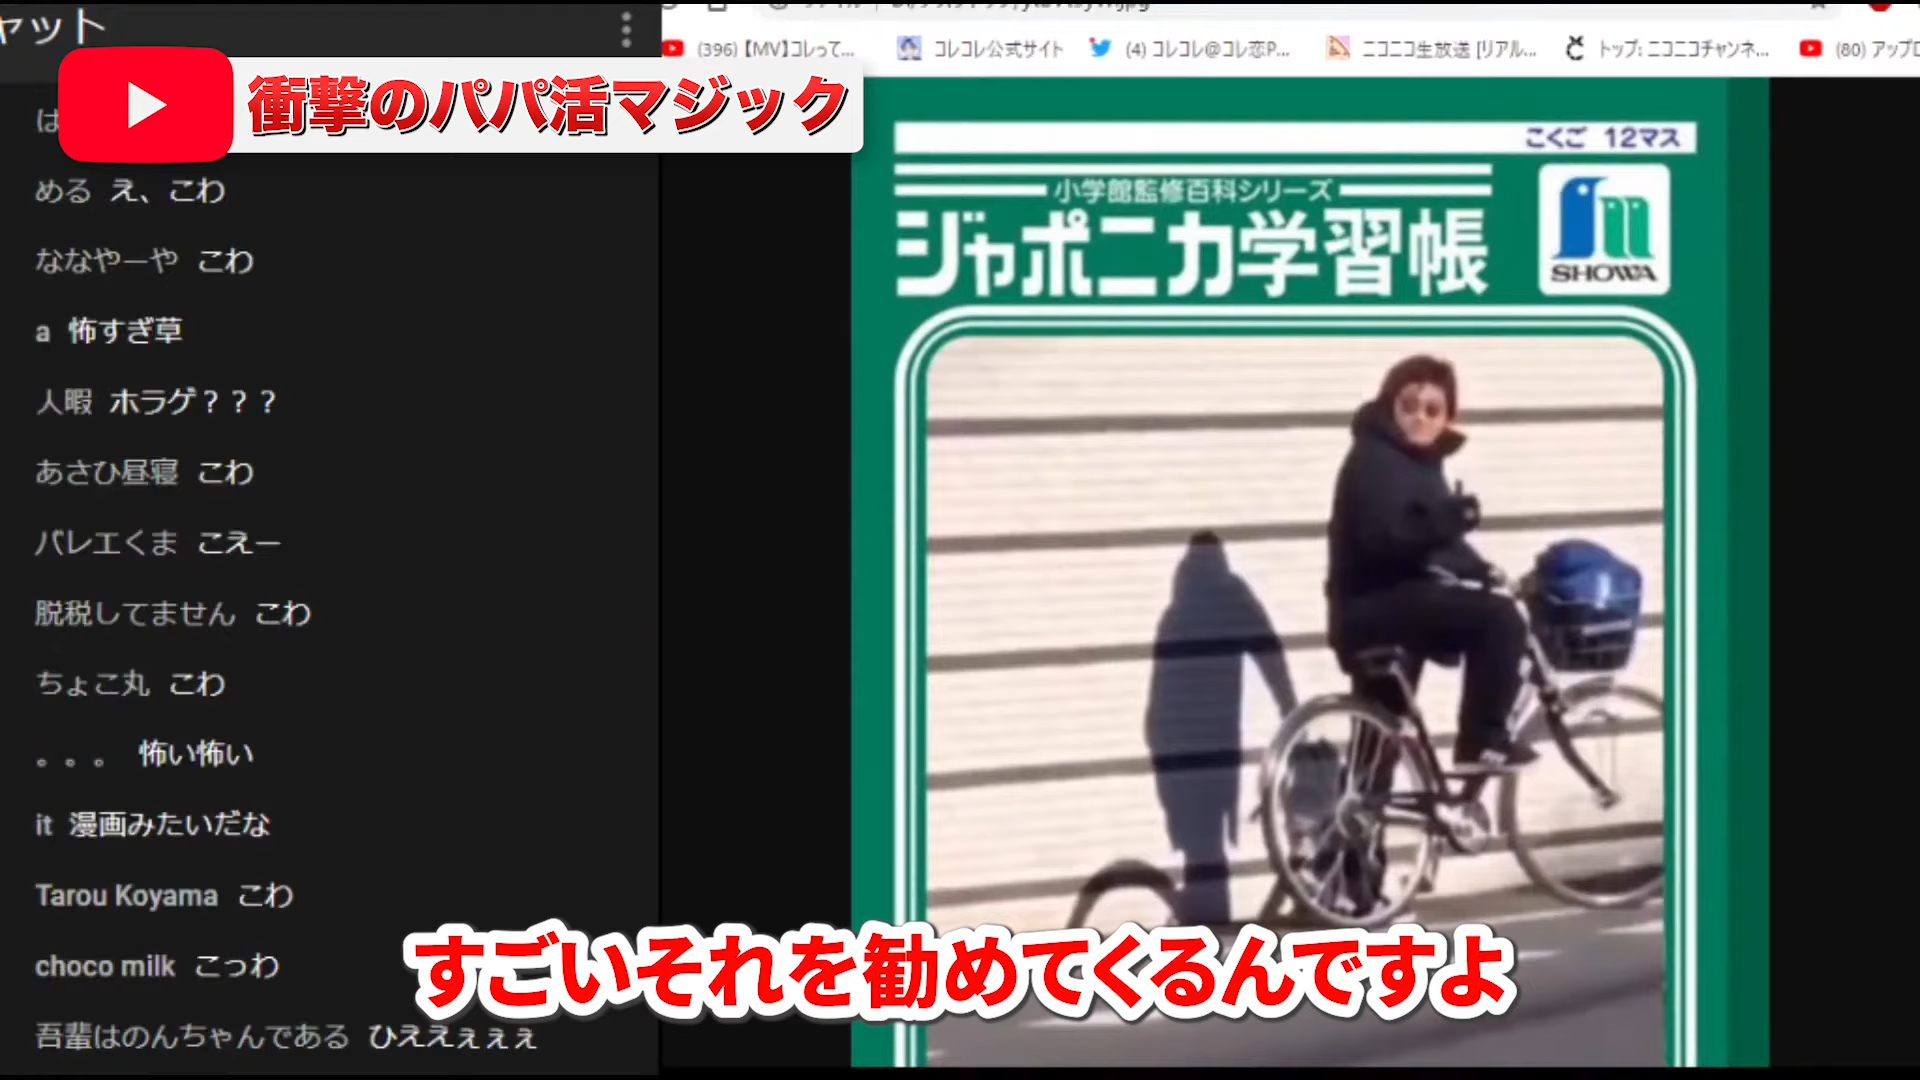 ャット
衝撃のパパ活マジック
は
める え、こわ
ななやーや こわ
a 怖すぎ草
人暇 ホラゲ？？？
あさひ昼寝 こわ
バレエくま こえー
脱税してません こわ
ちょこ丸 こわ
。。。 怖い怖い
it 漫画みたいだな
Tarou Koyama こわ
choco milk こっわ
吾輩はのんちゃんである ひええぇぇぇ
(396)【MV】コレって...
コレコレ公式サイト
(4) コレコレ@コレ恋P...
ニコニコ生放送 [リアル...
トップ: ニコニコチャンネ...
(80) アップロ
こくご 12マス
小学館監修百科シリーズ
ジャポニカ学習帳
SHOWA
すごいそれを勧めてくるんですよ